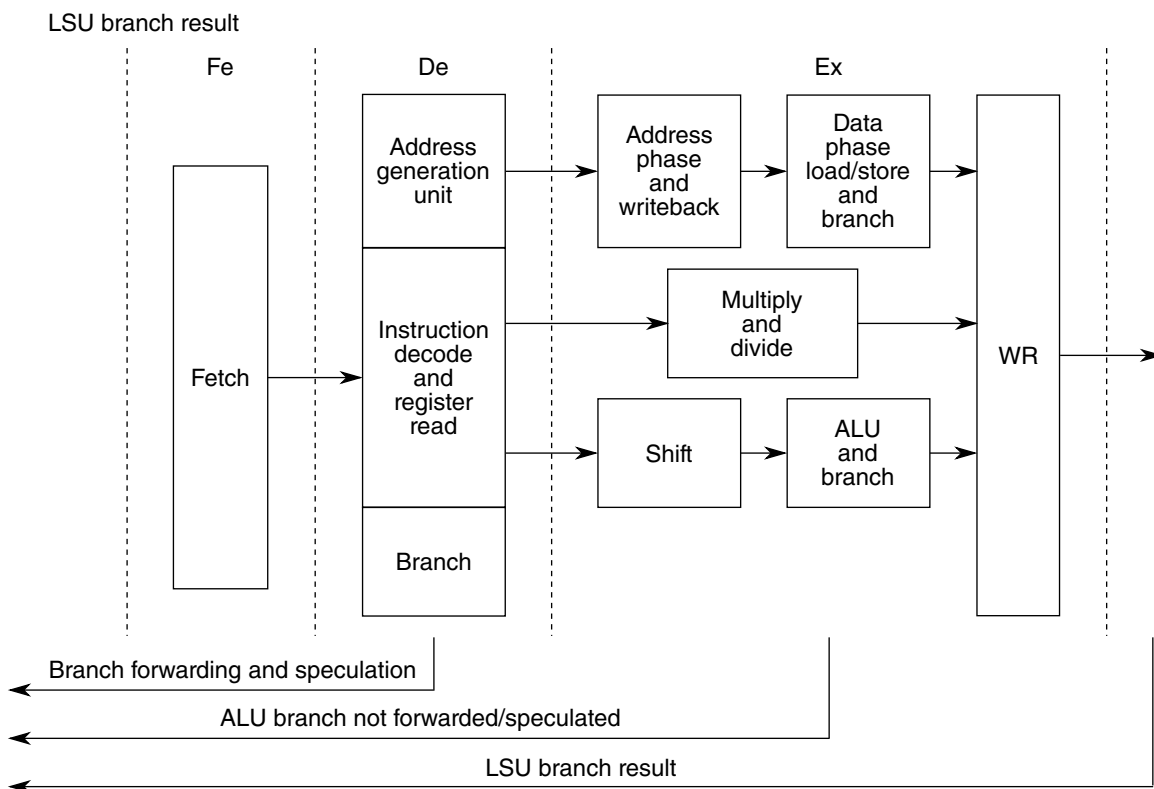 LSU branch result
Fe
De
Ex
Address
generation
unit
Address
phase
and
writeback
Data
phase
load/store
and
branch
Fetch
Instruction
decode
and
register
read
Multiply
and
divide
WR
Shift
ALU
and
branch
Branch
Branch forwarding and speculation
ALU branch not forwarded/speculated
LSU branch result